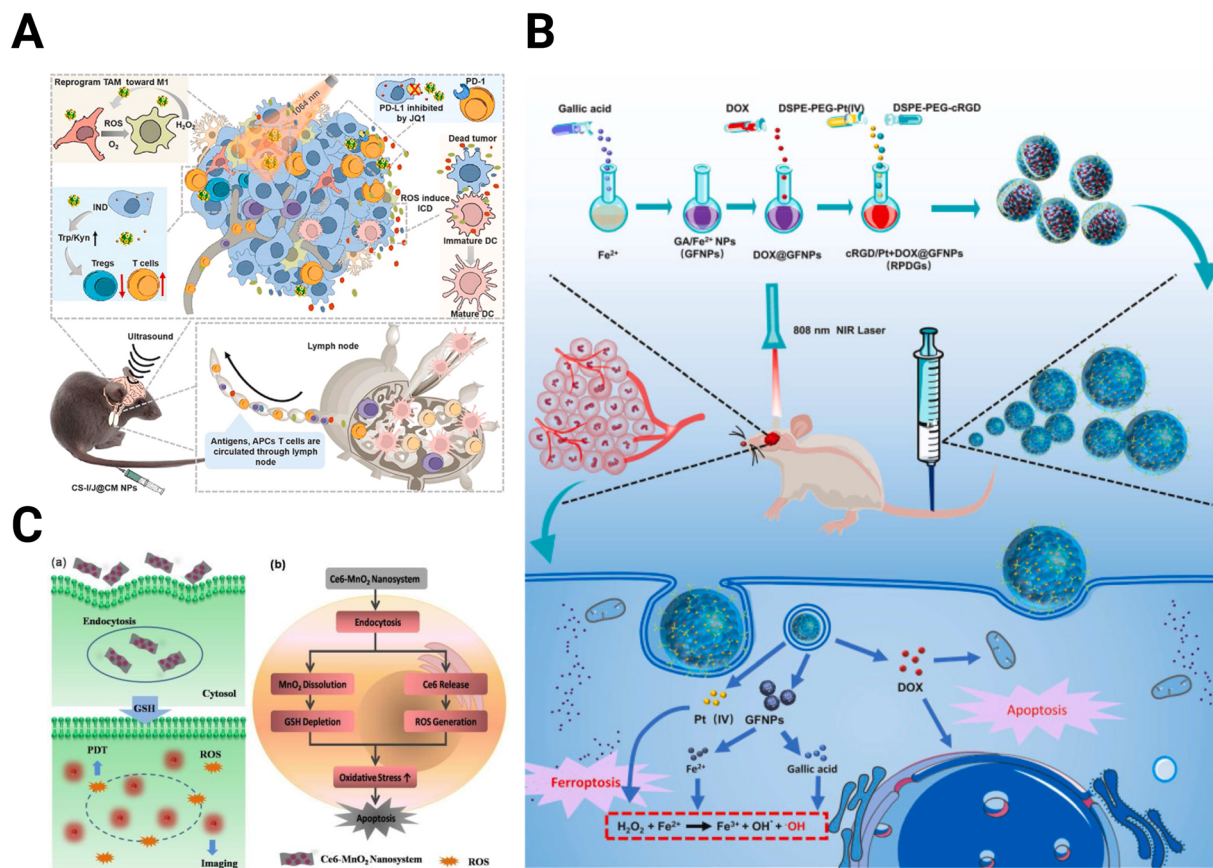 A
Reprogram TAM toward M1
ROS
O₂
H₂O₂
1064 nm
PD-1
PD-L1 inhibited
by JQ1
Dead tumor
ROS induce
ICD
Immature DC
Mature DC
IND
Trp/Kyn
Tregs
T cells
Ultrasound
Lymph node
Antigens, APCs T cells are
circulated through lymph
node
CS-I/J@CM NPs
B
Gallic acid
DOX
DSPE-PEG-Pt(IV)
DSPE-PEG-cRGD
Fe²⁺
GA/Fe²⁺ NPs
(GFNPs)
DOX@GFNPs
cRGD/Pt+DOX@GFNPs
(RPDGs)
808 nm NIR Laser
Pt (IV)
GFNPs
DOX
Apoptosis
Fe²⁺
Gallic acid
Ferroptosis
H₂O₂ + Fe²⁺ → Fe³⁺ + OH⁻ + ·OH
C
(a)
Endocytosis
Cytosol
GSH
PDT
ROS
Imaging
(b)
Ce6-MnO₂ Nanosystem
Endocytosis
MnO₂ Dissolution
Ce6 Release
GSH Depletion
ROS Generation
Oxidative Stress ↑
Apoptosis
Ce6-MnO₂ Nanosystem
ROS